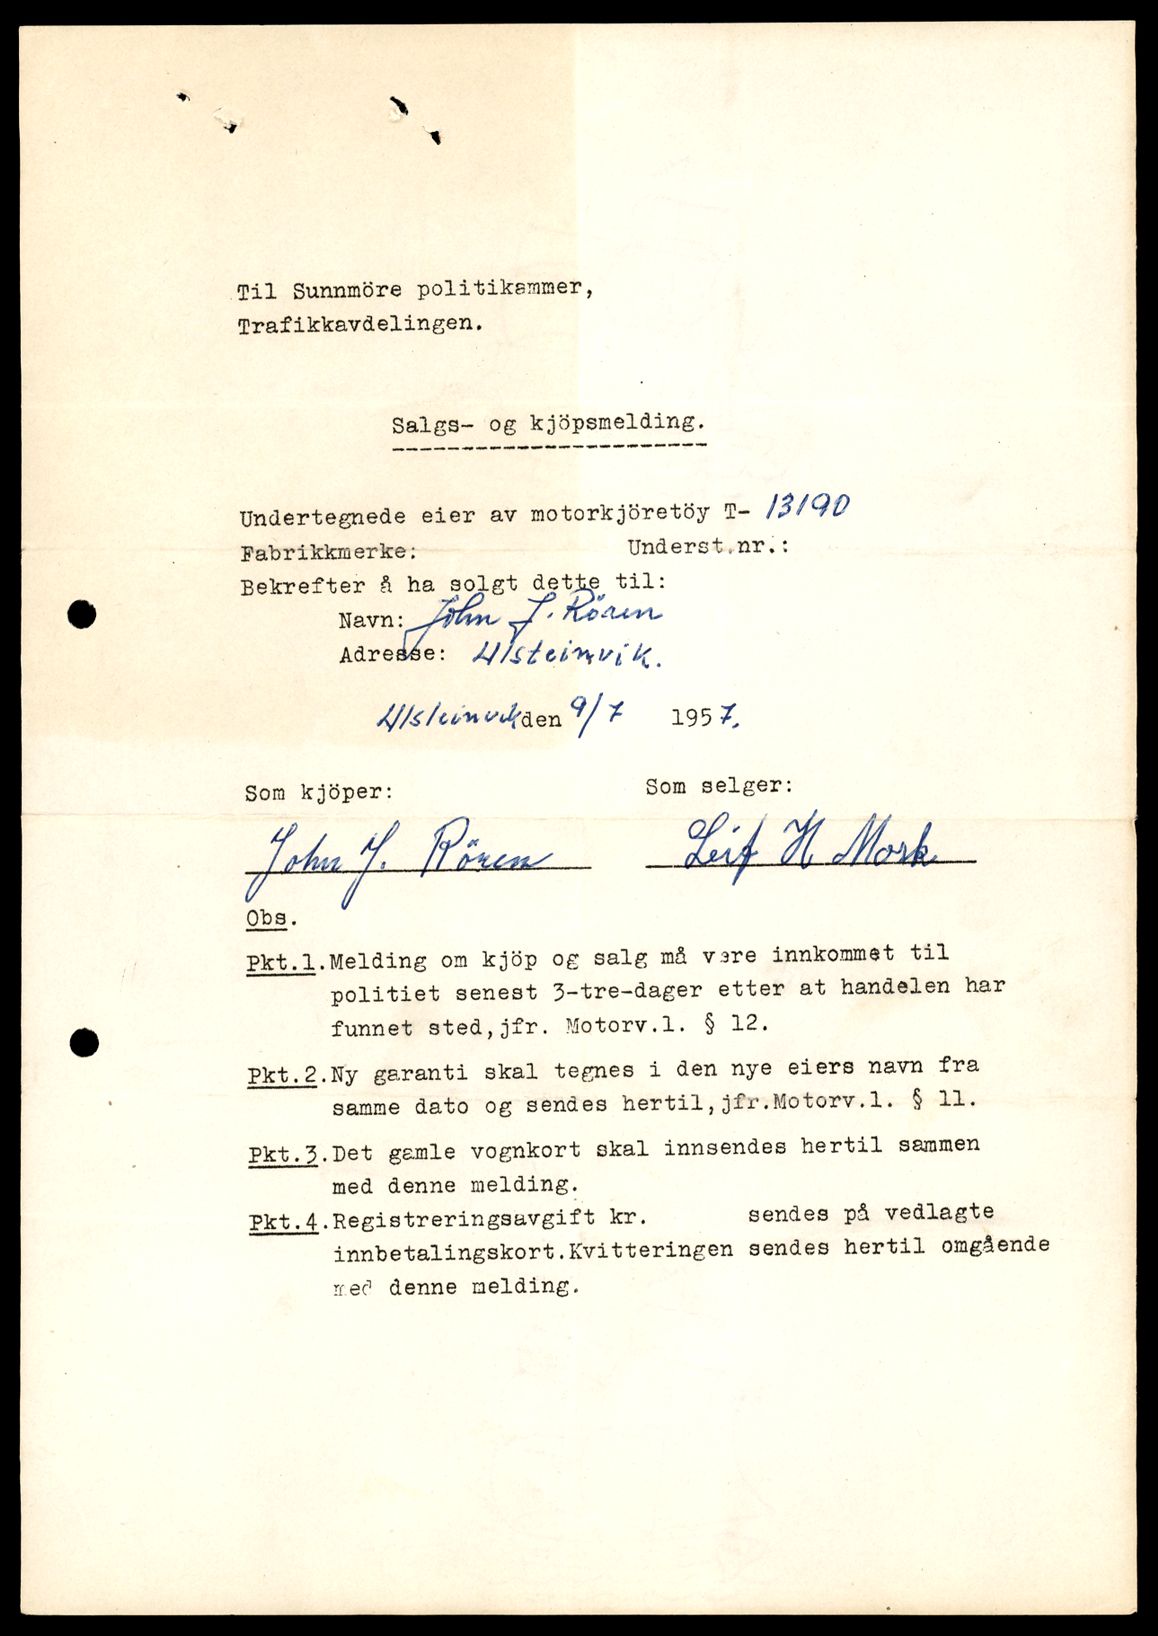 Til Sunnmöre politikammer,
Trafikkavdelingen.
Salgs- og kjöpsmelding.
Undertegnede eier av motorkjöretöy T- 13190
Fabrikkmerke: Underst.nr.:
Bekrefter å ha solgt dette til:
Navn: John J. Rören
Adresse: Ulsteinvik.
Ulsteinvik den 9/7 1957.
Som kjöper: Som selger:
John J. Rören Leif H Mork
Obs.
Pkt.1.Melding om kjöp og salg må være innkommet til
politiet senest 3-tre-dager etter at handelen har
funnet sted,jfr. Motorv.l. § 12.
Pkt.2.Ny garanti skal tegnes i den nye eiers navn fra
samme dato og sendes hertil,jfr.Motorv.l. § 11.
Pkt.3.Det gamle vognkort skal innsendes hertil sammen
med denne melding.
Pkt.4.Registreringsavgift kr. sendes på vedlagte
innbetalingskort.Kvitteringen sendes hertil omgående
med denne melding.